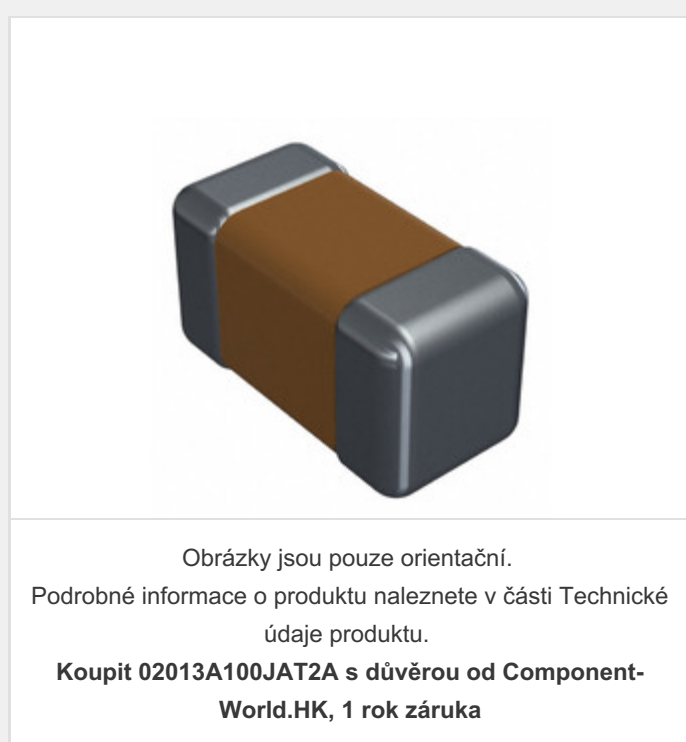 Obrázky jsou pouze orientační.
Podrobné informace o produktu naleznete v části Technické
údaje produktu.
Koupit 02013A100JAT2A s důvěrou od Component-
World.HK, 1 rok záruka